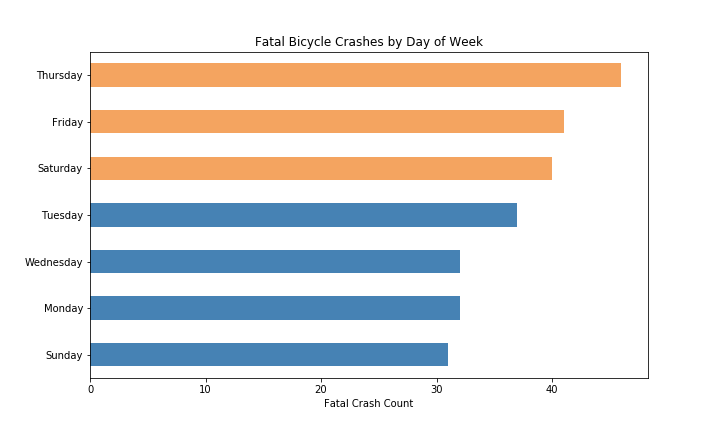 Fatal Bicycle Crashes by Day of Week
Thursday
Friday
Saturday
Tuesday
Wednesday
Monday
Sunday
0 10 20 30 40
Fatal Crash Count